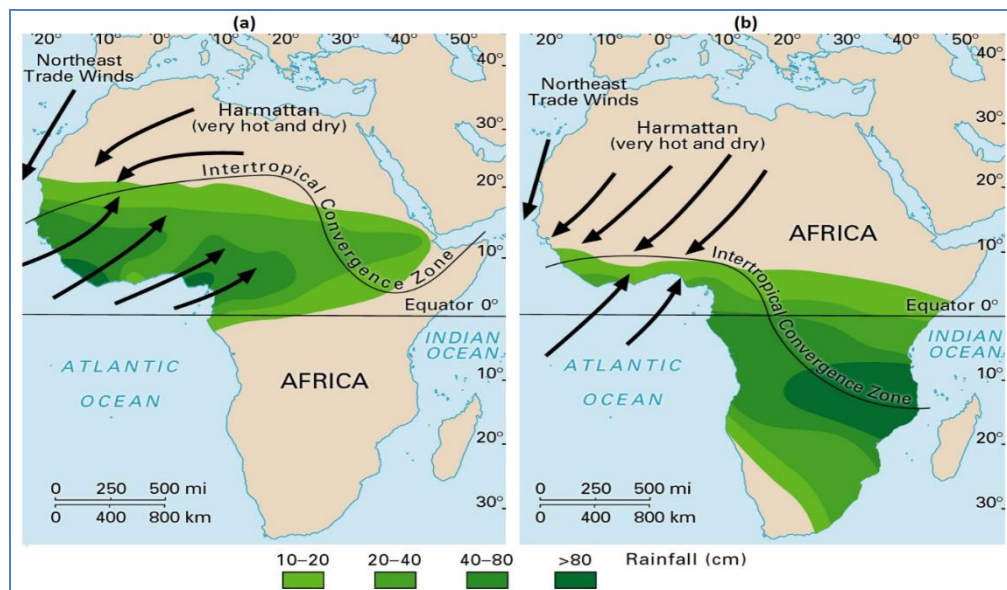 (a)
20° 10° 0° 10° 20° 30° 40° 50°
Northeast
Trade Winds
Harmattan
(very hot and dry)
Intertropical Convergence Zone
40°
30°
20°
10°
Equator 0°
INDIAN
OCEAN
ATLANTIC
OCEAN
AFRICA
10°
20°
30°
0 250 500 mi
0 400 800 km
(b)
20° 10° 0° 10° 20° 30° 40° 50°
Northeast
Trade Winds
Harmattan
(very hot and dry)
AFRICA
Intertropical Convergence Zone
40°
30°
20°
10°
Equator 0°
INDIAN
OCEAN
ATLANTIC
OCEAN
10°
20°
30°
0 250 500 mi
0 400 800 km
10–20 20–40 40–80 >80 Rainfall (cm)